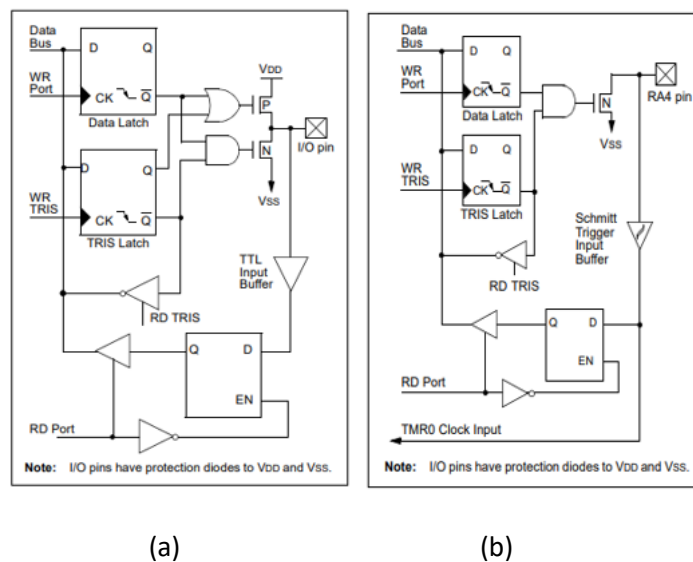 Data
Bus
D Q
WR
Port
CK Q
Data Latch
VDD
P
I/O pin
N
VSS
D Q
WR
TRIS
CK Q
TRIS Latch
TTL
Input
Buffer
RD TRIS
Q D
EN
RD Port
Note: I/O pins have protection diodes to VDD and VSS.
(a)
Data
Bus
D Q
WR
Port
CK Q
Data Latch
N
RA4 pin
VSS
D Q
WR
TRIS
CK Q
TRIS Latch
Schmitt
Trigger
Input
Buffer
RD TRIS
Q D
EN
RD Port
TMR0 Clock Input
Note: I/O pins have protection diodes to VDD and VSS.
(b)